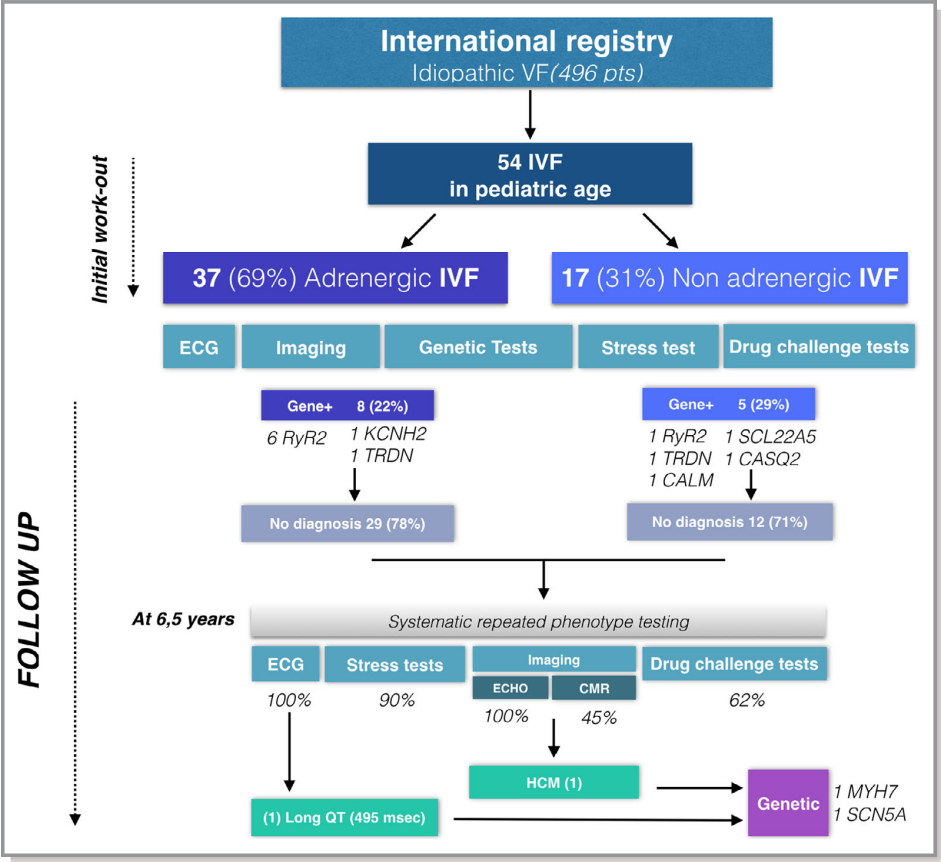 International registry
Idiopathic VF(496 pts)
54 IVF
in pediatric age
Initial work-out
37 (69%) Adrenergic IVF
17 (31%) Non adrenergic IVF
ECG
Imaging
Genetic Tests
Stress test
Drug challenge tests
Gene+ 8 (22%)
6 RyR2
1 KCNH2
1 TRDN
Gene+ 5 (29%)
1 RyR2
1 SCL22A5
1 TRDN
1 CASQ2
1 CALM
No diagnosis 29 (78%)
No diagnosis 12 (71%)
FOLLOW UP
At 6,5 years
Systematic repeated phenotype testing
ECG
Stress tests
Imaging
Drug challenge tests
ECHO
CMR
100%
90%
100%
45%
62%
HCM (1)
(1) Long QT (495 msec)
Genetic
1 MYH7
1 SCN5A